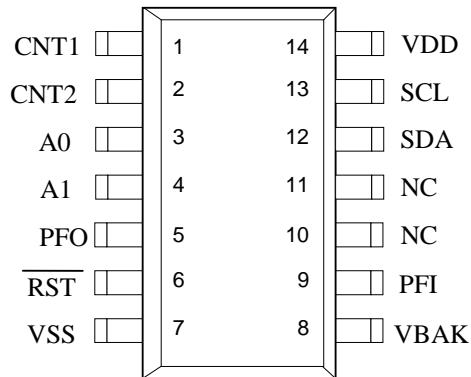 CNT1 1 14 VDD
CNT2 2 13 SCL
A0 3 12 SDA
A1 4 11 NC
PFO 5 10 NC
RST 6 9 PFI
VSS 7 8 VBAK